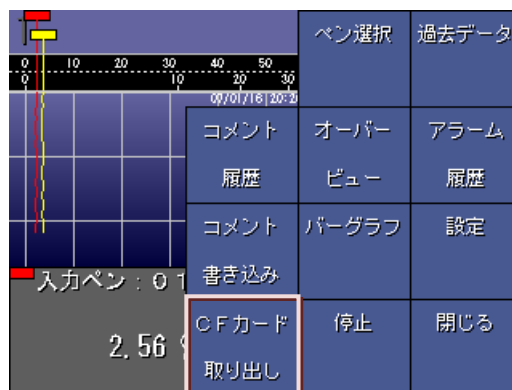 ペン選択
過去データ
0 10 20 30 40 50
0 10 20 30
07/01/16 20:2
コメント
履歴
オーバー
ビュー
アラーム
履歴
コメント
書き込み
バーグラフ
設定
入力ペン:01
2.56
CFカード
取り出し
停止
閉じる